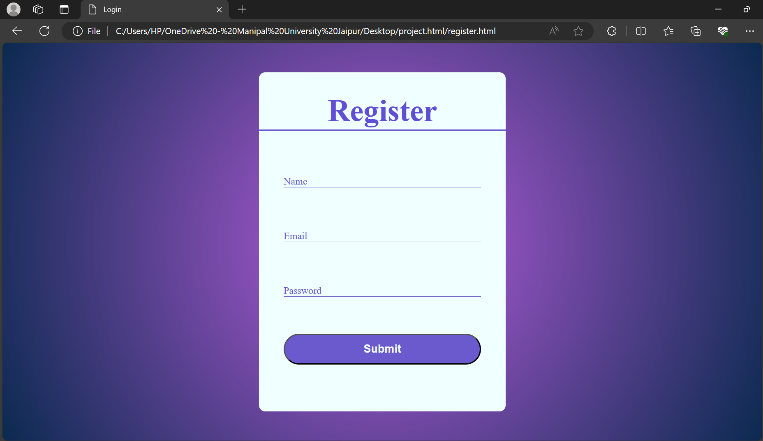 Login
File
C:/Users/HP/OneDrive%20-%20Manipal%20University%20Jaipur/Desktop/project.html/register.html
Register
Name
Email
Password
Submit